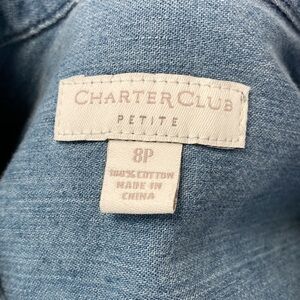 CHARTER CLUB
PETITE
8P
100% COTTON
MADE IN
CHINA